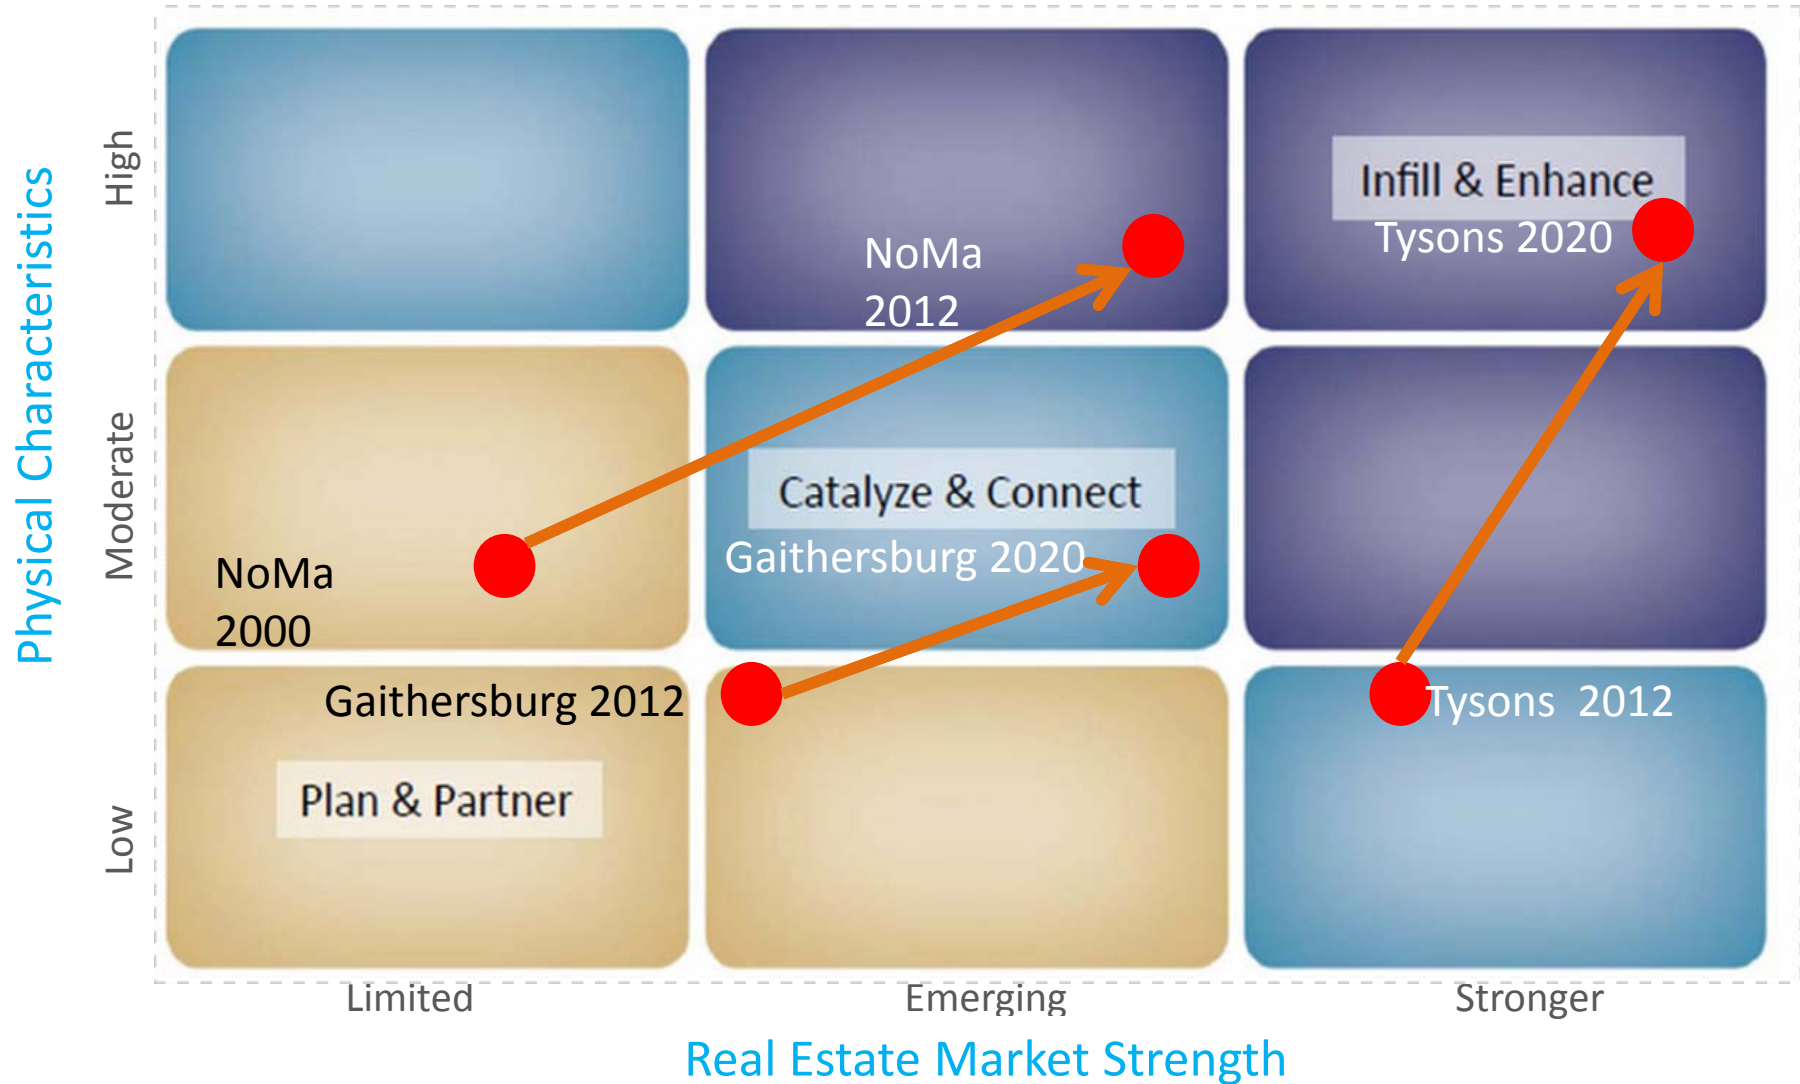 Physical Characteristics
High
Moderate
Low
Infill & Enhance
Tysons 2020
NoMa
2012
Catalyze & Connect
Gaithersburg 2020
NoMa
2000
Gaithersburg 2012
Tysons 2012
Plan & Partner
Limited
Emerging
Stronger
Real Estate Market Strength